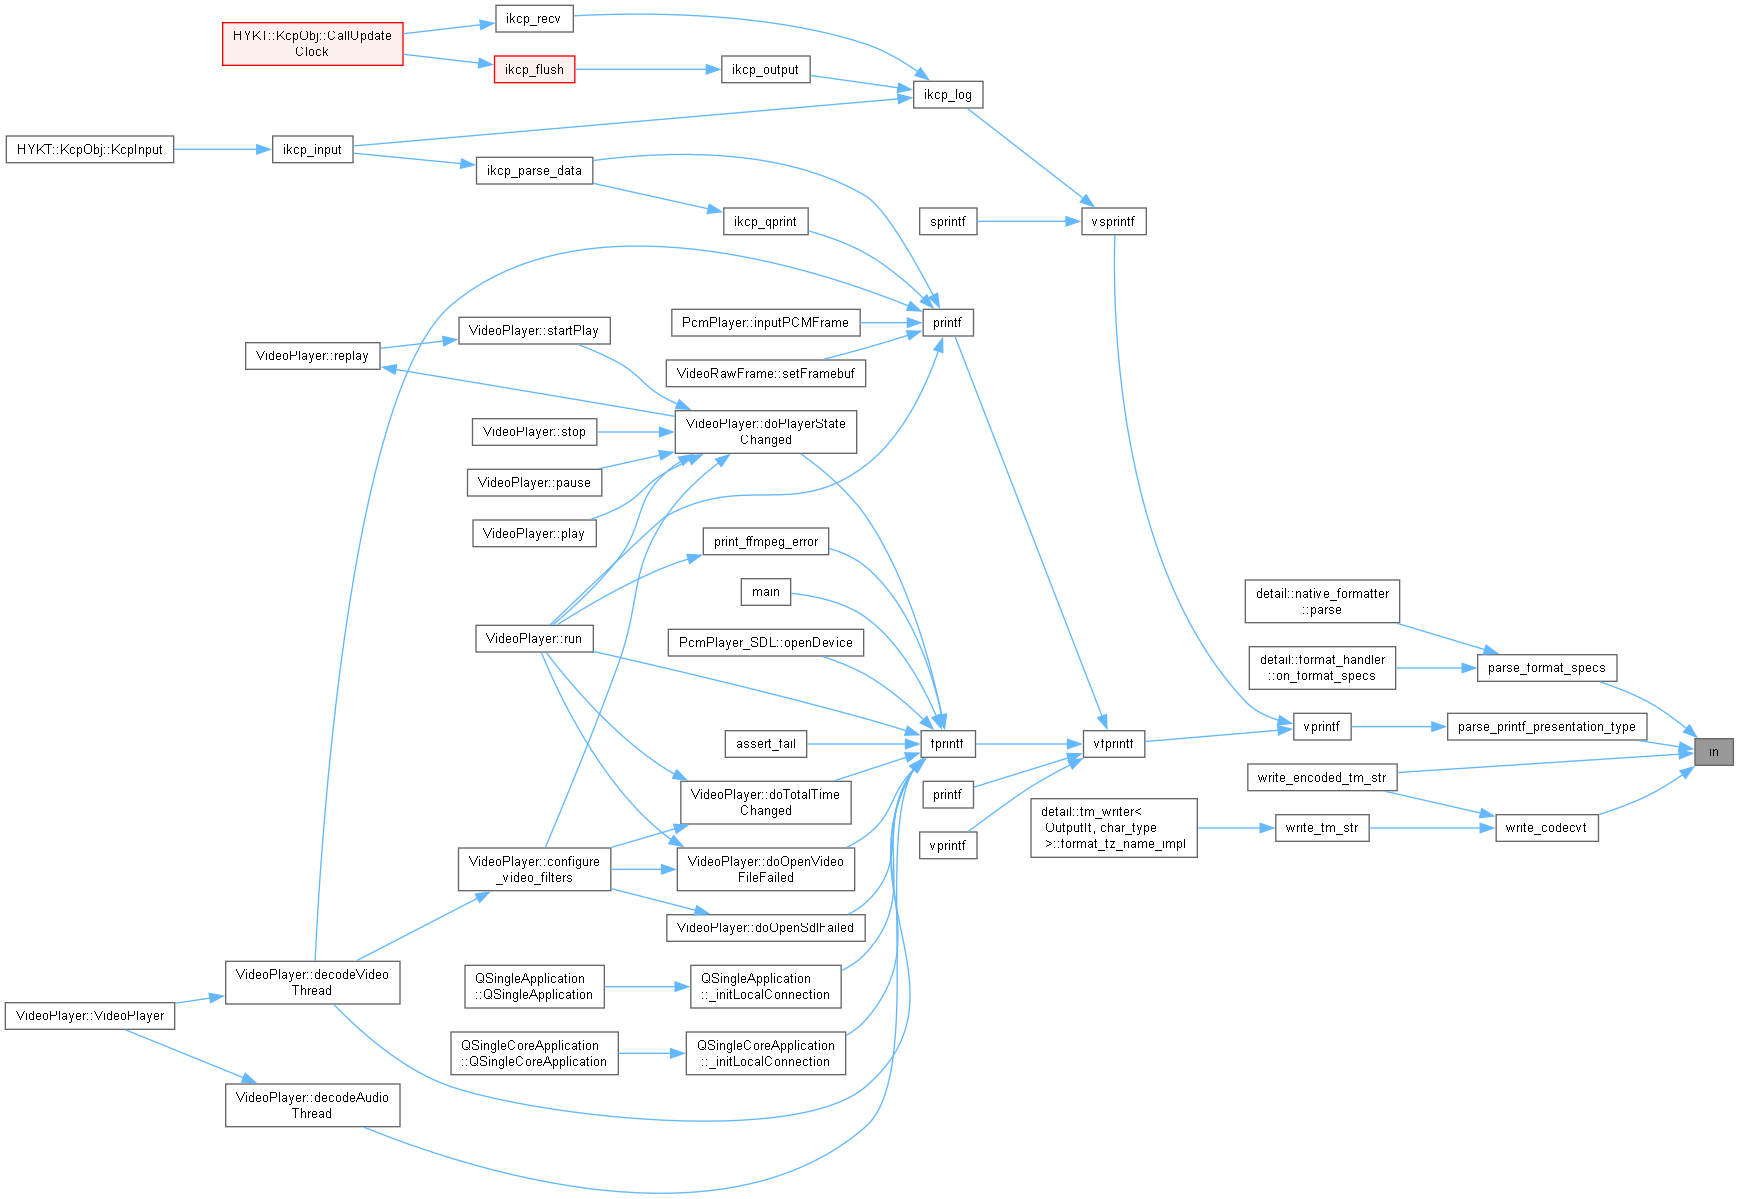 ikcp_recv
HYKT::KcpObj::CallUpdate
Clock
ikcp_flush
ikcp_output
ikcp_log
HYKT::KcpObj::KcpInput
ikcp_input
ikcp_parse_data
ikcp_qprint
sprintf
vsprintf
printf
PcmPlayer::inputPCMFrame
VideoPlayer::startPlay
VideoPlayer::replay
VideoRawFrame::setFramebuf
VideoPlayer::doPlayerState
Changed
VideoPlayer::stop
VideoPlayer::pause
VideoPlayer::play
print_ffmpeg_error
main
VideoPlayer::run
PcmPlayer_SDL::openDevice
detail::native_formatter
::parse
detail::format_handler
::on_format_specs
parse_format_specs
assert_fail
fprintf
vfprintf
vprintf
parse_printf_presentation_type
in
write_encoded_tm_str
VideoPlayer::doTotalTime
Changed
printf
detail::tm_writer<
OutputIt, char_type
>::format_tz_name_impl
write_tm_str
write_codecvt
vprintf
VideoPlayer::configure
_video_filters
VideoPlayer::doOpenVideo
FileFailed
VideoPlayer::doOpenSdlFailed
VideoPlayer::decodeVideo
Thread
QSingleApplication
::QSingleApplication
QSingleApplication
::_initLocalConnection
VideoPlayer::VideoPlayer
QSingleCoreApplication
::QSingleCoreApplication
QSingleCoreApplication
::_initLocalConnection
VideoPlayer::decodeAudio
Thread